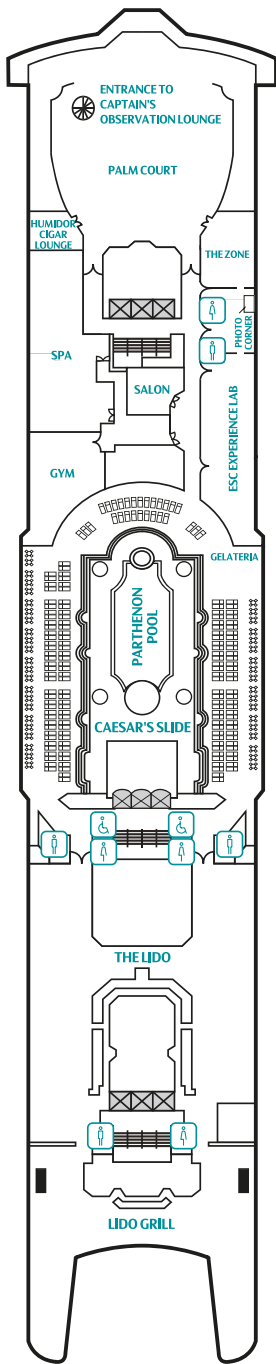 ENTRANCE TO
CAPTAIN'S
OBSERVATION LOUNGE
PALM COURT
HUMIDOR
CIGAR
LOUNGE
THE ZONE
PHOTO
CORNER
SPA
SALON
ESC EXPERIENCE LAB
GYM
GELATERIA
PARTHENON
POOL
CAESAR'S SLIDE
THE LIDO
LIDO GRILL